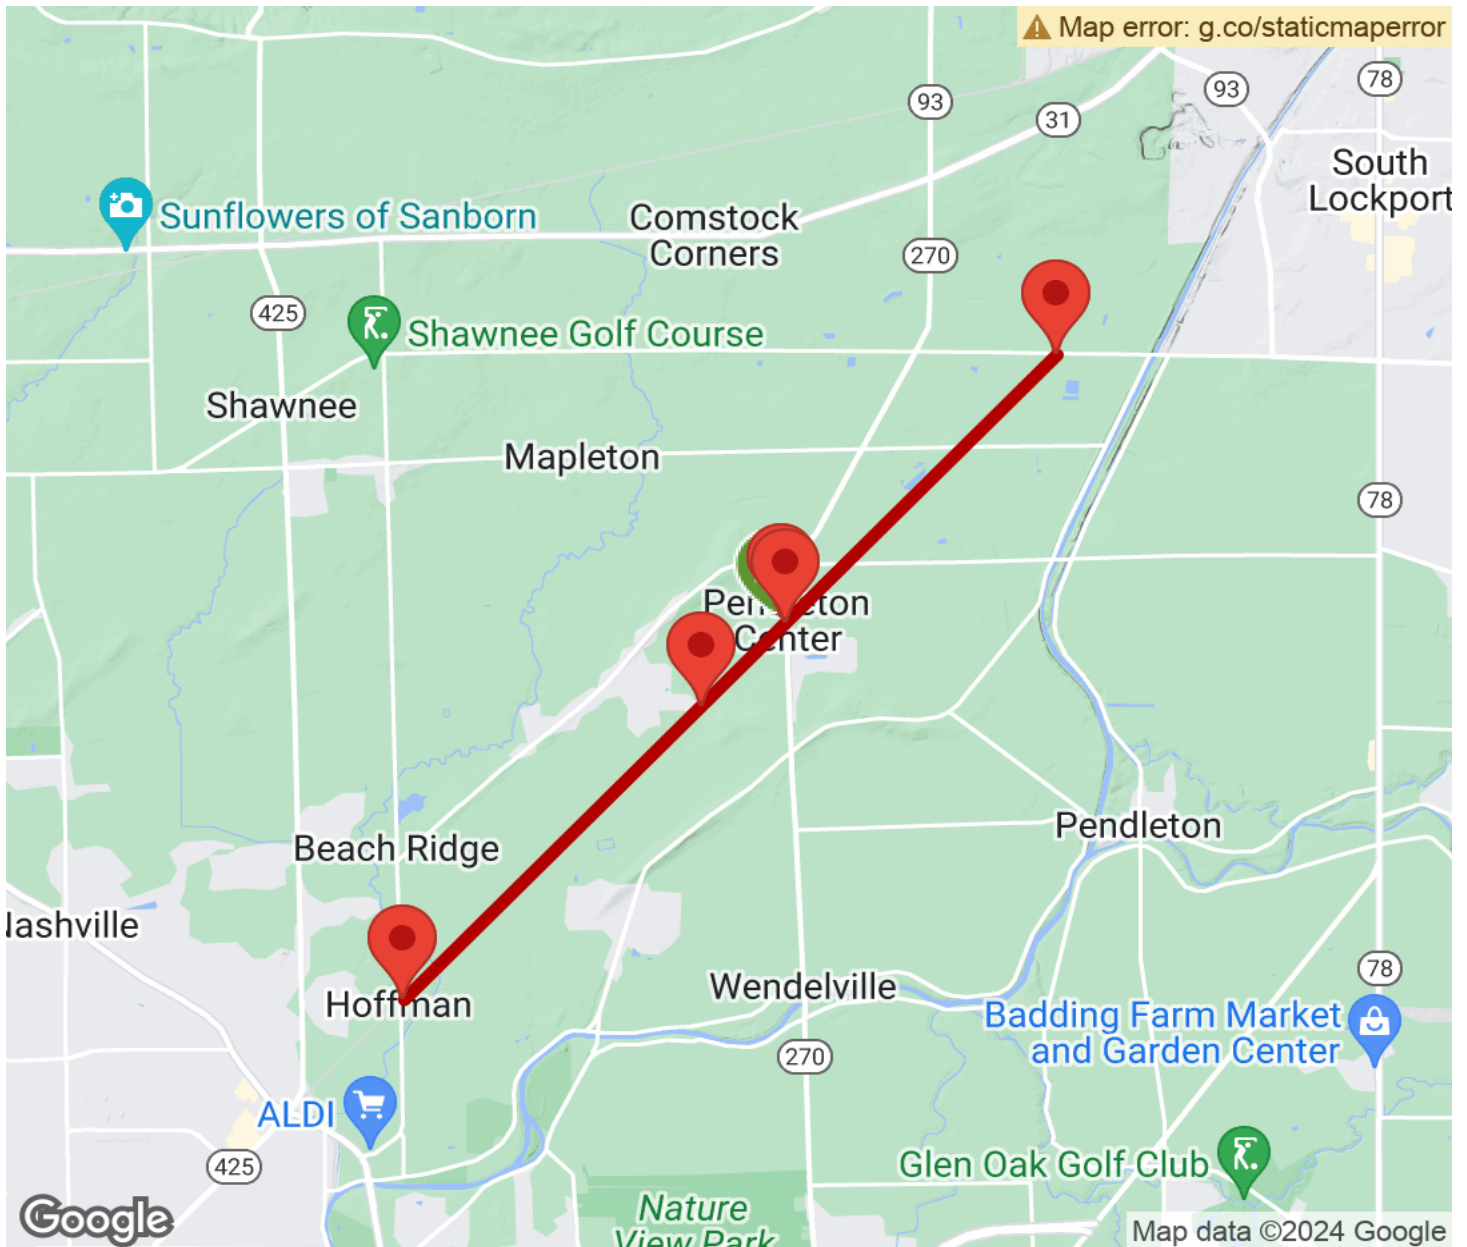 Map error: g.co/staticmaperror
93
78
93
31
South
Lockport
Sunflowers of Sanborn
Comstock
Corners
270
425
Shawnee Golf Course
Shawnee
Mapleton
78
Center
Pendleton
Beach Ridge
78
Wendelville
Hoffman
Badding Farm Market
and Garden Center
270
ALDI
425
Glen Oak Golf Club
Nature
View Park
Google
Map data ©2024 Google